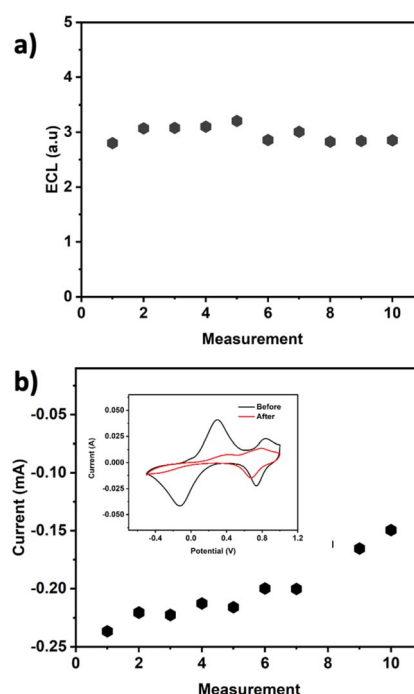 a)
5
4
3
2
1
0
ECL (a.u)
0 2 4 6 8 10
Measurement
b)
-0.05
-0.10
-0.15
-0.20
-0.25
Current (mA)
0 2 4 6 8 10
Measurement
0.050
0.025
0.000
-0.025
-0.050
Current (A)
Before
After
-0.4 0.0 0.4 0.8 1.2
Potential (V)